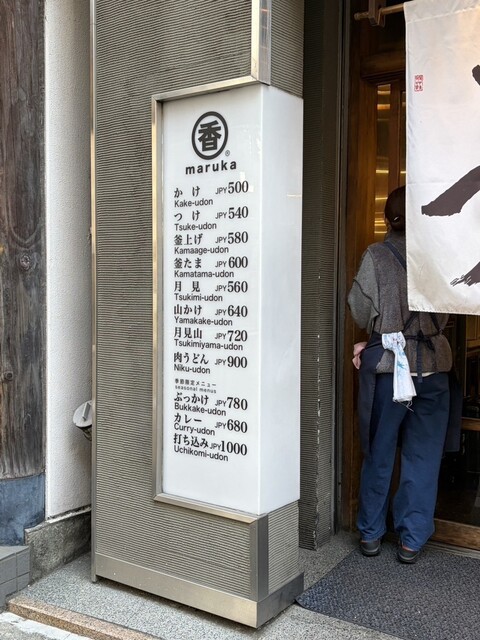 香
®
maruka
かけ JPY500
Kake-udon
つけ JPY540
Tsuke-udon
釜上げ JPY580
Kamaage-udon
釜たま JPY600
Kamatama-udon
月見 JPY560
Tsukimi-udon
山かけ JPY640
Yamakake-udon
月見山 JPY720
Tsukimiyama-udon
肉うどん JPY900
Niku-udon
季節限定メニュー
seasonal menus
ぶっかけ JPY780
Bukkake-udon
カレー JPY680
Curry-udon
打ち込み JPY1000
Uchikomi-udon